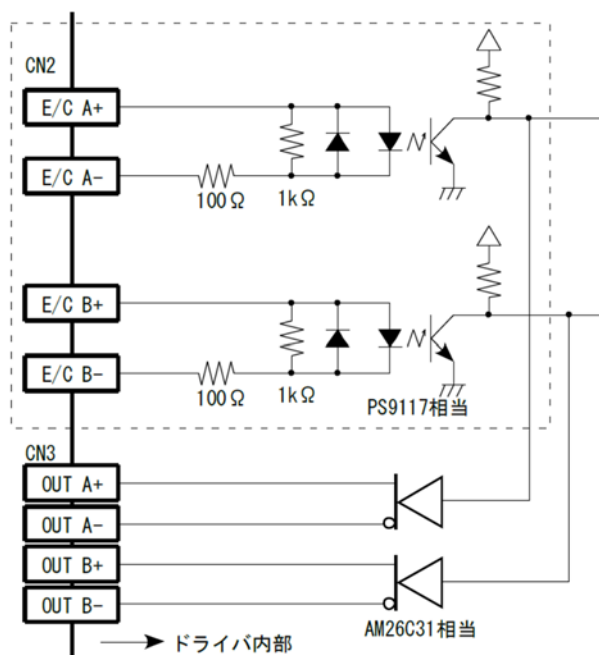 CN2
E/C A+
E/C A-
100Ω
1kΩ
E/C B+
E/C B-
100Ω
1kΩ
PS9117相当
CN3
OUT A+
OUT A-
OUT B+
OUT B-
AM26C31相当
ドライバ内部